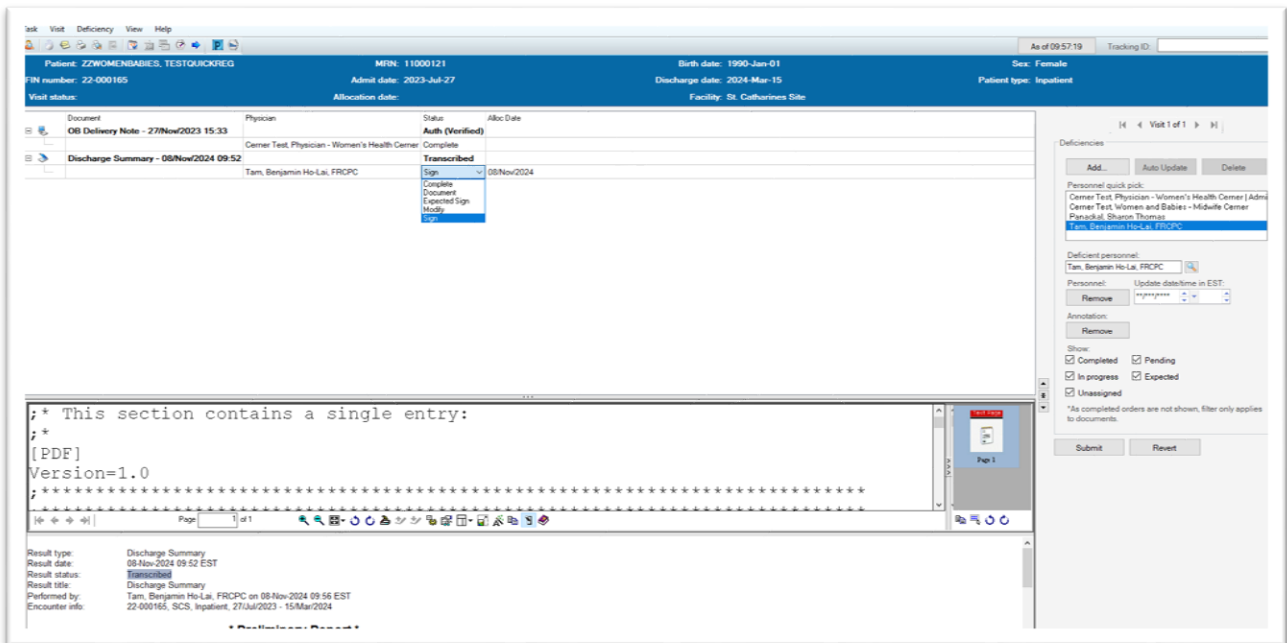 Task Visit Deficiency View Help
As of 09:57:19 Tracking ID:
Patient: ZZWOMENBABIES, TESTQUICKREG MRN: 11000121 Birth date: 1990-Jan-01 Sex: Female
FIN number: 22-000165 Admit date: 2023-Jul-27 Discharge date: 2024-Mar-15 Patient type: Inpatient
Visit status: Allocation date: Facility: St. Catharines Site
Document Physician Status Alloc Date
OB Delivery Note - 27/Nov/2023 15:33 Auth (Verified)
Cerner Test, Physician - Women's Health Cerner Complete
Discharge Summary - 08/Nov/2024 09:52 Transcribed
Tam, Benjamin Ho-Lai, FRCPC Sign 08/Nov/2024
Complete
Document
Expected Sign
Modify
Sign
Visit 1 of 1
Deficiencies
Add... Auto Update Delete
Personnel quick pick:
Cerner Test, Physician - Women's Health Cerner | Admi
Cerner Test, Women and Babies - Midwife Cerner
Panackal, Sharon Thomas
Tam, Benjamin Ho-Lai, FRCPC
Deficient personnel:
Tam, Benjamin Ho-Lai, FRCPC
Personnel: Update date/time in EST:
Remove **/***/****
Annotation:
Remove
Show:
Completed Pending
In progress Expected
Unassigned
*As completed orders are not shown, filter only applies
to documents.
Submit Revert
;* This section contains a single entry:
;*
[PDF]
Version=1.0
Test Page
Page 1
Page 1 of 1
Result type: Discharge Summary
Result date: 08-Nov-2024 09:52 EST
Result status: Transcribed
Result title: Discharge Summary
Performed by: Tam, Benjamin Ho-Lai, FRCPC on 08-Nov-2024 09:56 EST
Encounter info: 22-000165, SCS, Inpatient, 27/Jul/2023 - 15/Mar/2024
* Preliminary Report *